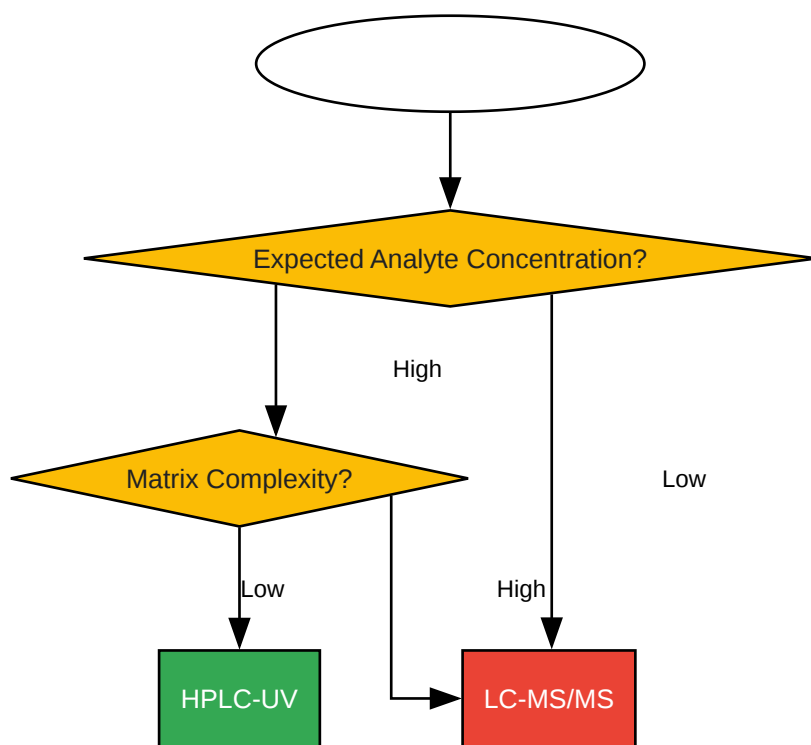 Expected Analyte Concentration?
High
Matrix Complexity?
Low
Low
High
HPLC-UV
LC-MS/MS